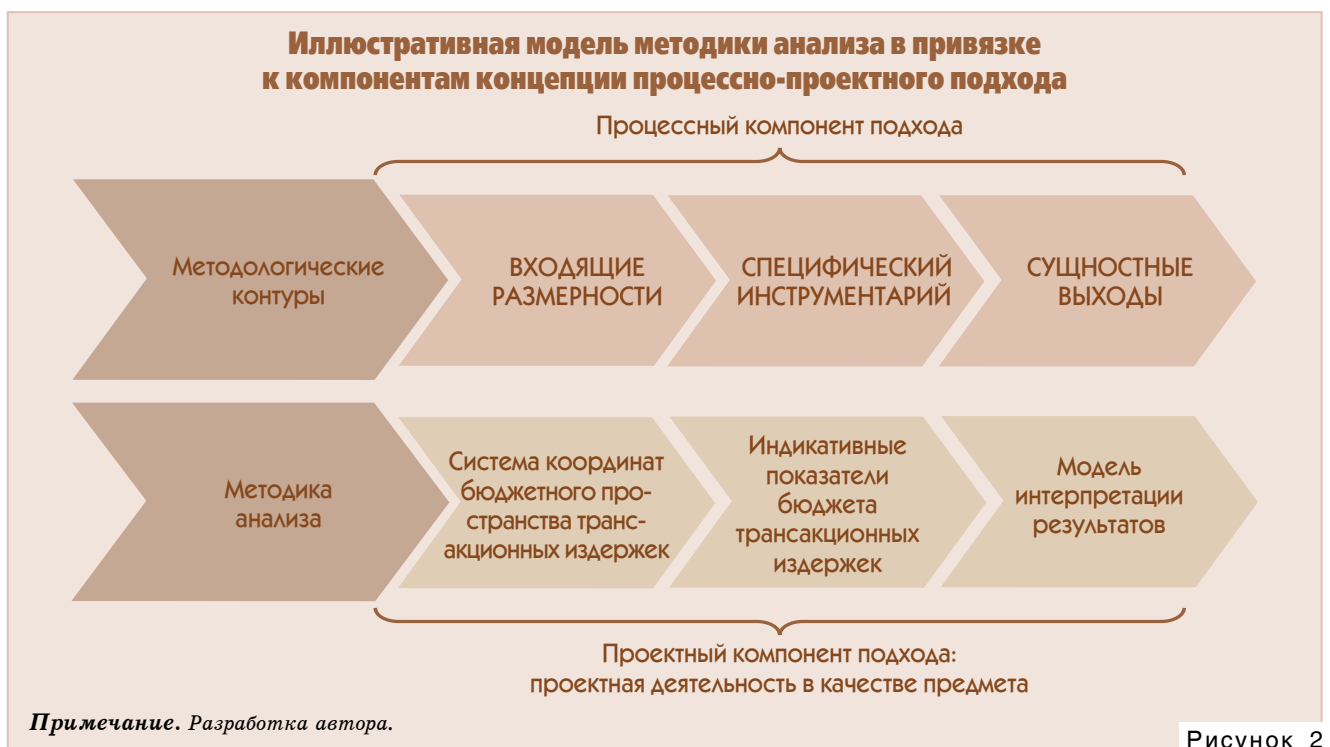 Иллюстративная модель методики анализа в привязке
к компонентам концепции процессно-проектного подхода
Процессный компонент подхода
Методологические
контуры
ВХОДЯЩИЕ
РАЗМЕРНОСТИ
СПЕЦИФИЧЕСКИЙ
ИНСТРУМЕНТАРИЙ
СУЩНОСТНЫЕ
ВЫХОДЫ
Методика
анализа
Система координат
бюджетного про-
странства транс-
акционных издержек
Индикативные
показатели
бюджета
трансакционных
издержек
Модель
интерпретации
результатов
Проектный компонент подхода:
проектная деятельность в качестве предмета
Примечание. Разработка автора.
Рисунок 2